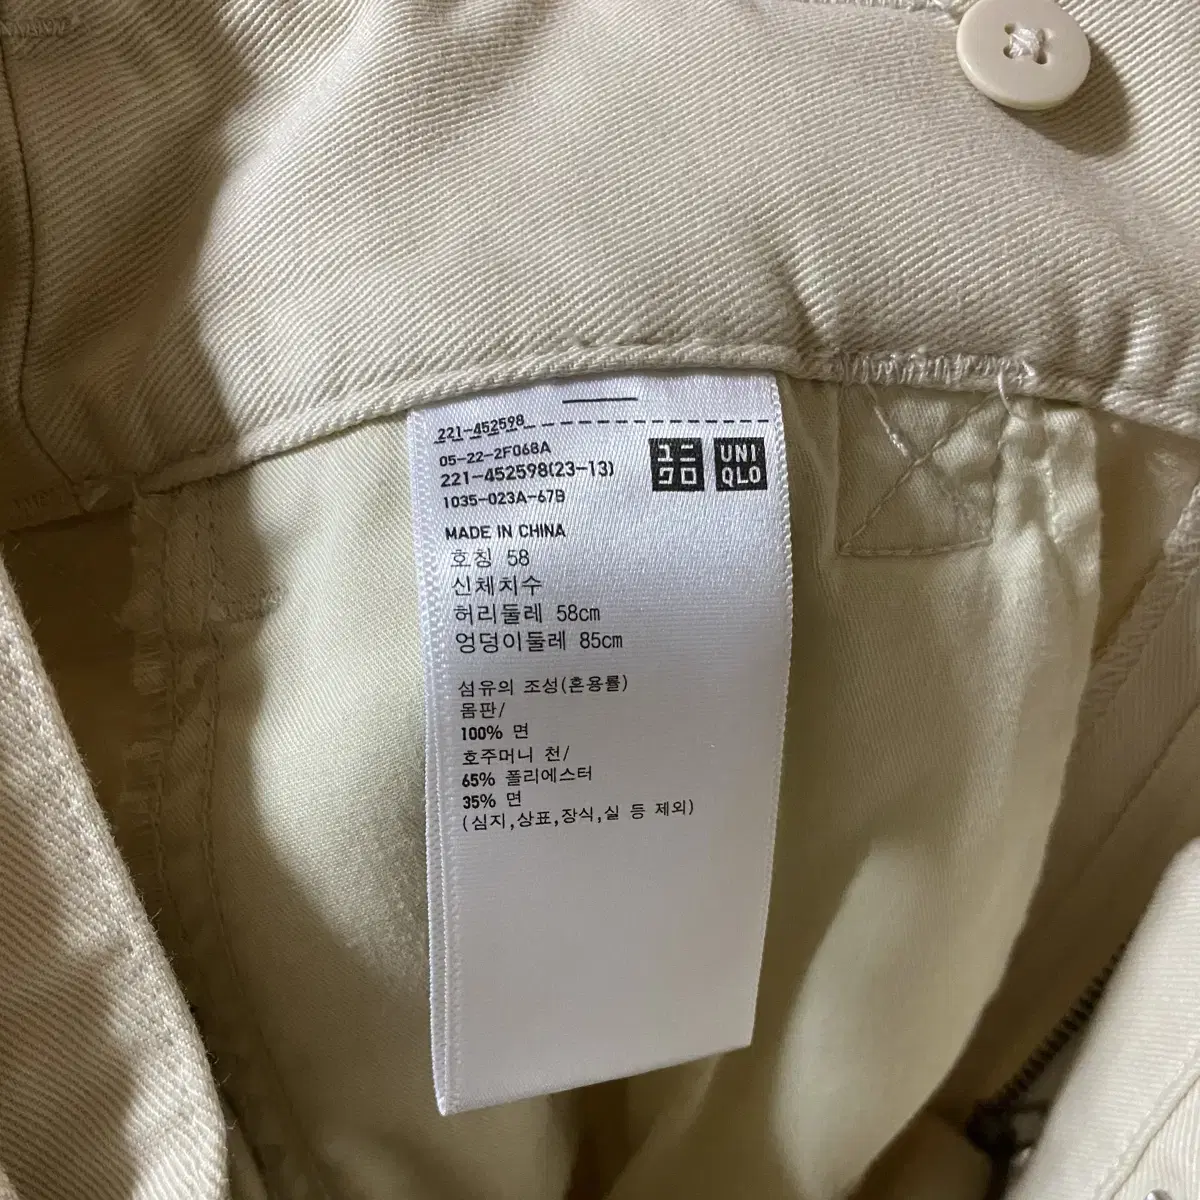 221-452598
05-22-2F068A
221-452598(23-13)
1035-023A-67B
ユニ
クロ
UNI
QLO
MADE IN CHINA
호칭 58
신체치수
허리둘레 58cm
엉덩이둘레 85cm
섬유의 조성(혼용률)
몸판/
100% 면
호주머니 천/
65% 폴리에스터
35% 면
(심지,상표,장식,실 등 제외)